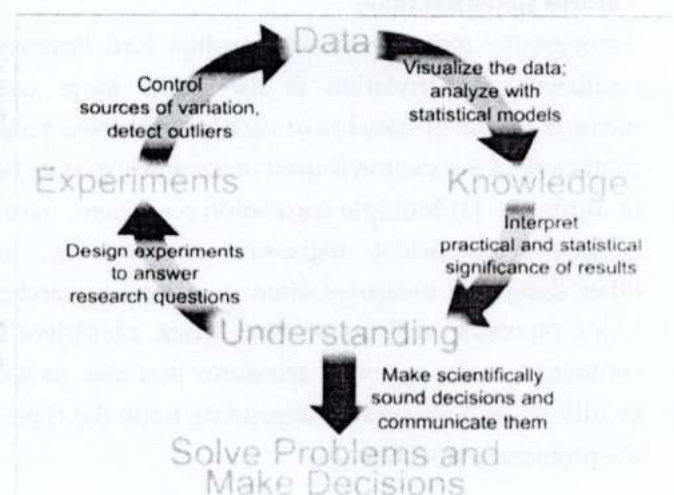 Data
Visualize the data;
analyze with
statistical models
Knowledge
Interpret
practical and statistical
significance of results
Understanding
Make scientifically
sound decisions and
communicate them
Solve Problems and
Make Decisions
Design experiments
to answer
research questions
Experiments
Control
sources of variation,
detect outliers